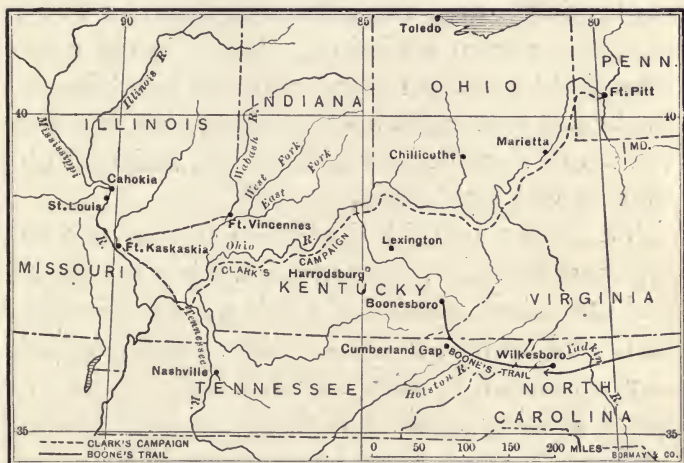 90
85
80
Toledo
PENN.
OHIO
Ft. Pitt
INDIANA
Illinois R.
40
ILLINOIS
40
Marietta
MD.
Wabash R.
Mississippi
R.
West Fork
East Fork
Chillicothe
Cahokia
St. Louis
Ft. Vincennes
Ft. Kaskaskia
Ohio R.
CLARK'S CAMPAIGN
Lexington
MISSOURI
Harrodsburg
KENTUCKY
VIRGINIA
Boonesboro
Tennessee R.
Cumberland Gap
BOONE'S TRAIL
Wilkesboro
Yadkin R.
Nashville
TENNESSEE
Holston R.
NORTH
CAROLINA
35
35
CLARK'S CAMPAIGN
BOONE'S TRAIL
0 50 100 150 200 MILES
BORMAY & CO.